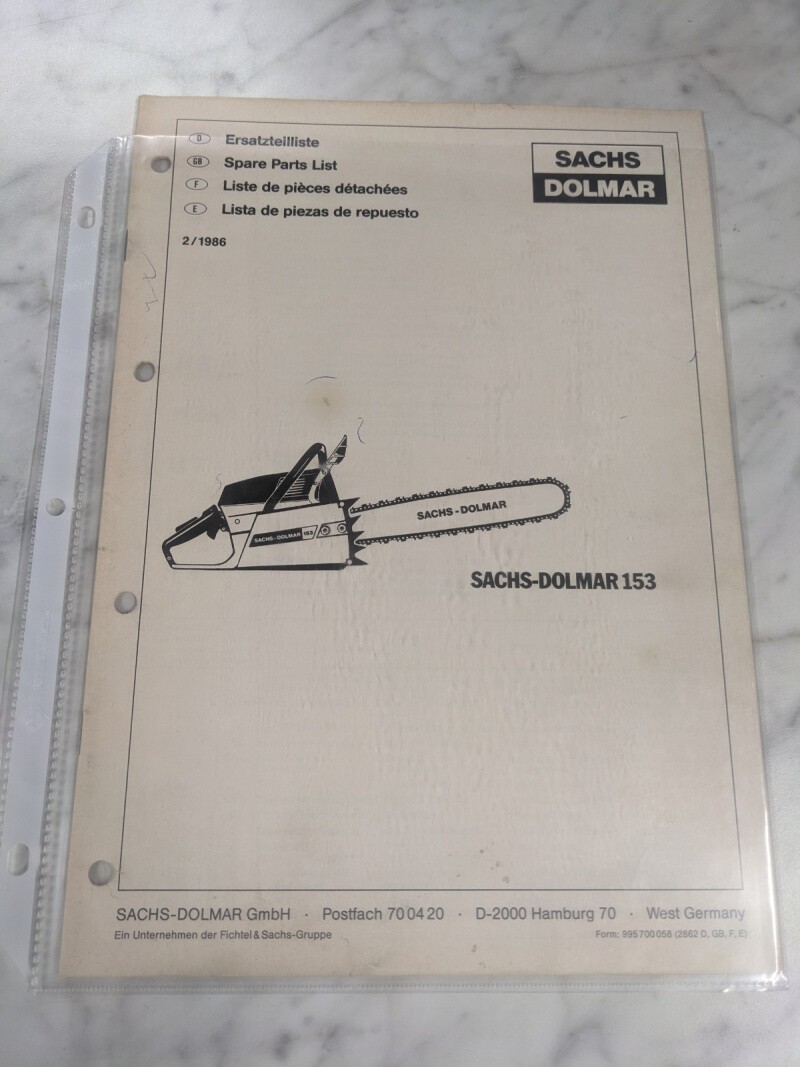 D Ersatzteilliste
GB Spare Parts List
F Liste de pièces détachées
E Lista de piezas de repuesto
2/1986
SACHS
DOLMAR
SACHS-DOLMAR
SACHS-DOLMAR 153
SACHS-DOLMAR 153
SACHS-DOLMAR GmbH · Postfach 70 04 20 · D-2000 Hamburg 70 · West Germany
Ein Unternehmen der Fichtel & Sachs-Gruppe
Form: 995 700 058 (2862 D, GB, F, E)